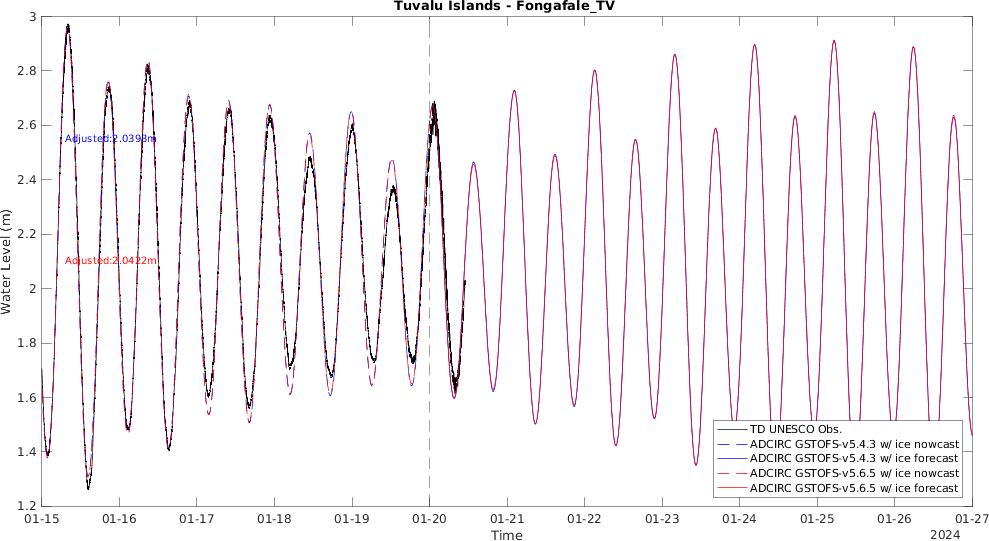 Tuvalu Islands - Fongafale_TV
3
2.8
2.6
2.4
2.2
2
1.8
1.6
1.4
1.2
Water Level (m)
Adjusted:2.0393m
Adjusted:2.0422m
TD UNESCO Obs.
ADCIRC GSTOFS-v5.4.3 w/ ice nowcast
ADCIRC GSTOFS-v5.4.3 w/ ice forecast
ADCIRC GSTOFS-v5.6.5 w/ ice nowcast
ADCIRC GSTOFS-v5.6.5 w/ ice forecast
01-15 01-16 01-17 01-18 01-19 01-20 01-21 01-22 01-23 01-24 01-25 01-26 01-27
Time
2024